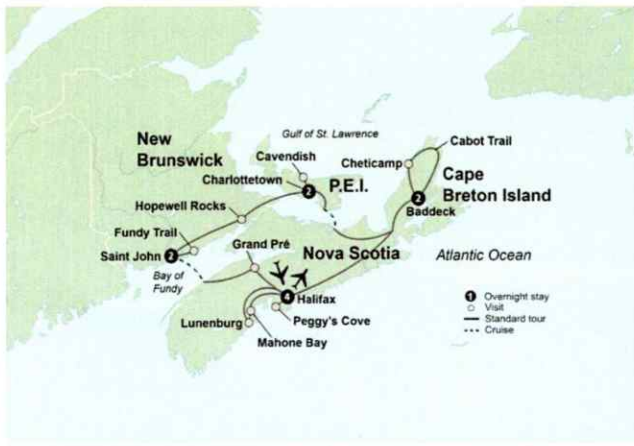 New
Brunswick
Gulf of St. Lawrence
Cabot Trail
Cavendish
Cheticamp
Charlottetown
2
P.E.I.
Cape
Breton Island
2
Baddeck
Hopewell Rocks
Fundy Trail
Saint John
2
Grand Pré
Nova Scotia
Atlantic Ocean
Bay of
Fundy
4
Halifax
Lunenburg
Peggy's Cove
Mahone Bay
1 Overnight stay
Visit
Standard tour
Cruise